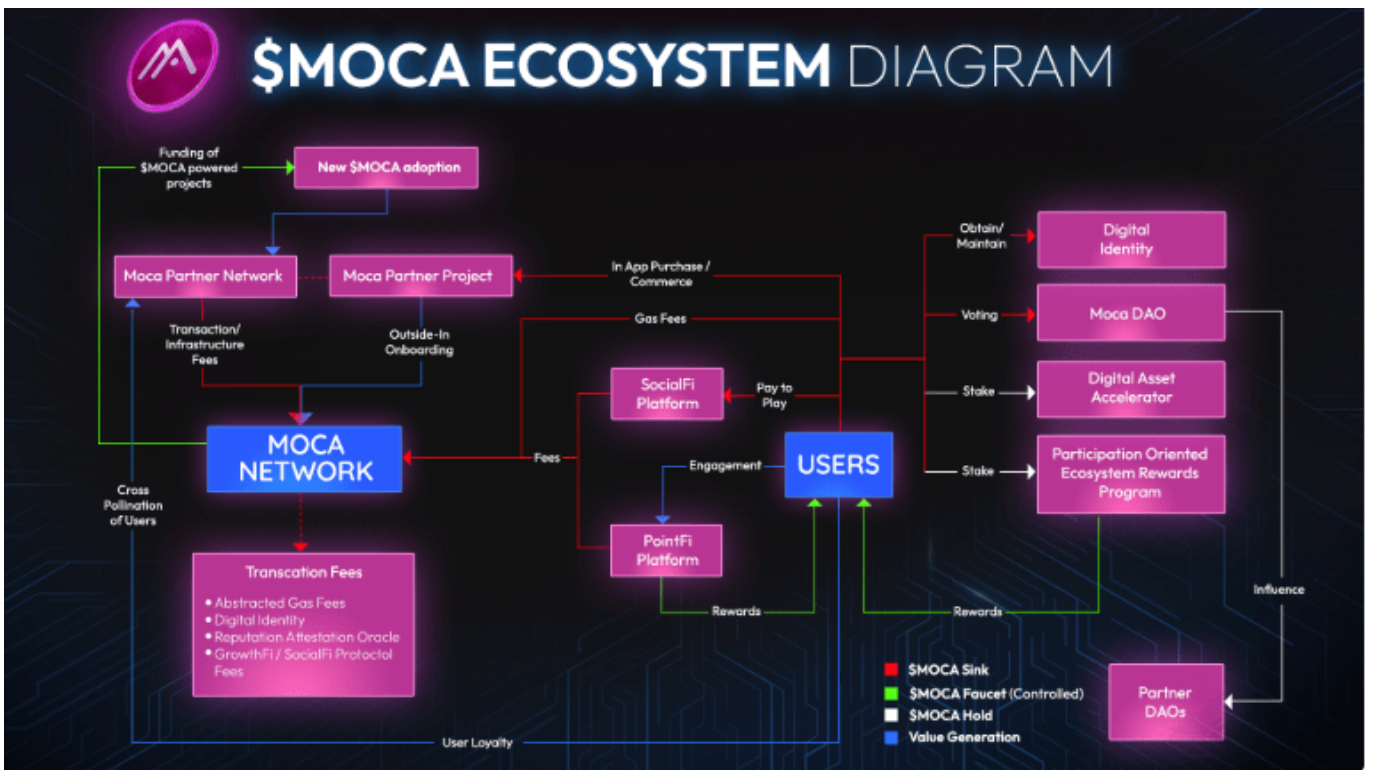 $MOCA ECOSYSTEM DIAGRAM
Funding of
$MOCA powered
projects
New $MOCA adoption
Moca Partner Network
Moca Partner Project
In App Purchase /
Commerce
Gas Fees
Transaction/
Infrastructure
Fees
Outside-In
Onboarding
SocialFi
Platform
Pay to
Play
MOCA
NETWORK
Fees
Engagement
USERS
Cross
Pollination
of Users
PointFi
Platform
Rewards
Transcation Fees
• Abstracted Gas Fees
• Digital Identity
• Reputation Attestation Oracle
• GrowthFi / SocialFi Protoctol
Fees
User Loyalty
Obtain/
Maintain
Digital
Identity
Voting
Moca DAO
Stake
Digital Asset
Accelerator
Stake
Participation Oriented
Ecosystem Rewards
Program
Rewards
Influence
Partner
DAOs
$MOCA Sink
$MOCA Faucet (Controlled)
$MOCA Hold
Value Generation